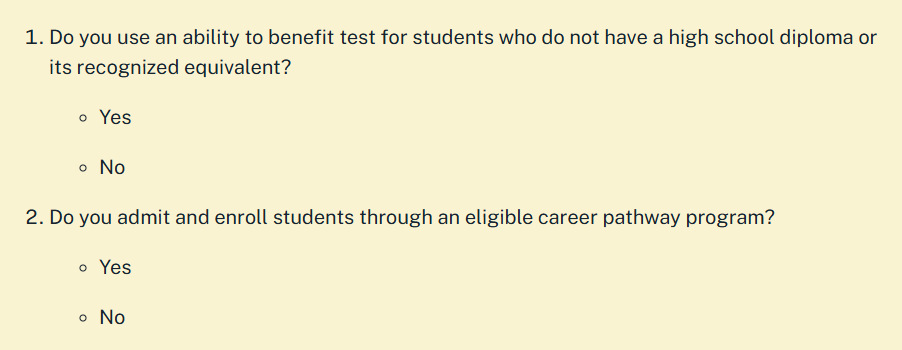 1. Do you use an ability to benefit test for students who do not have a high school diploma or
its recognized equivalent?
Yes
No
2. Do you admit and enroll students through an eligible career pathway program?
Yes
No